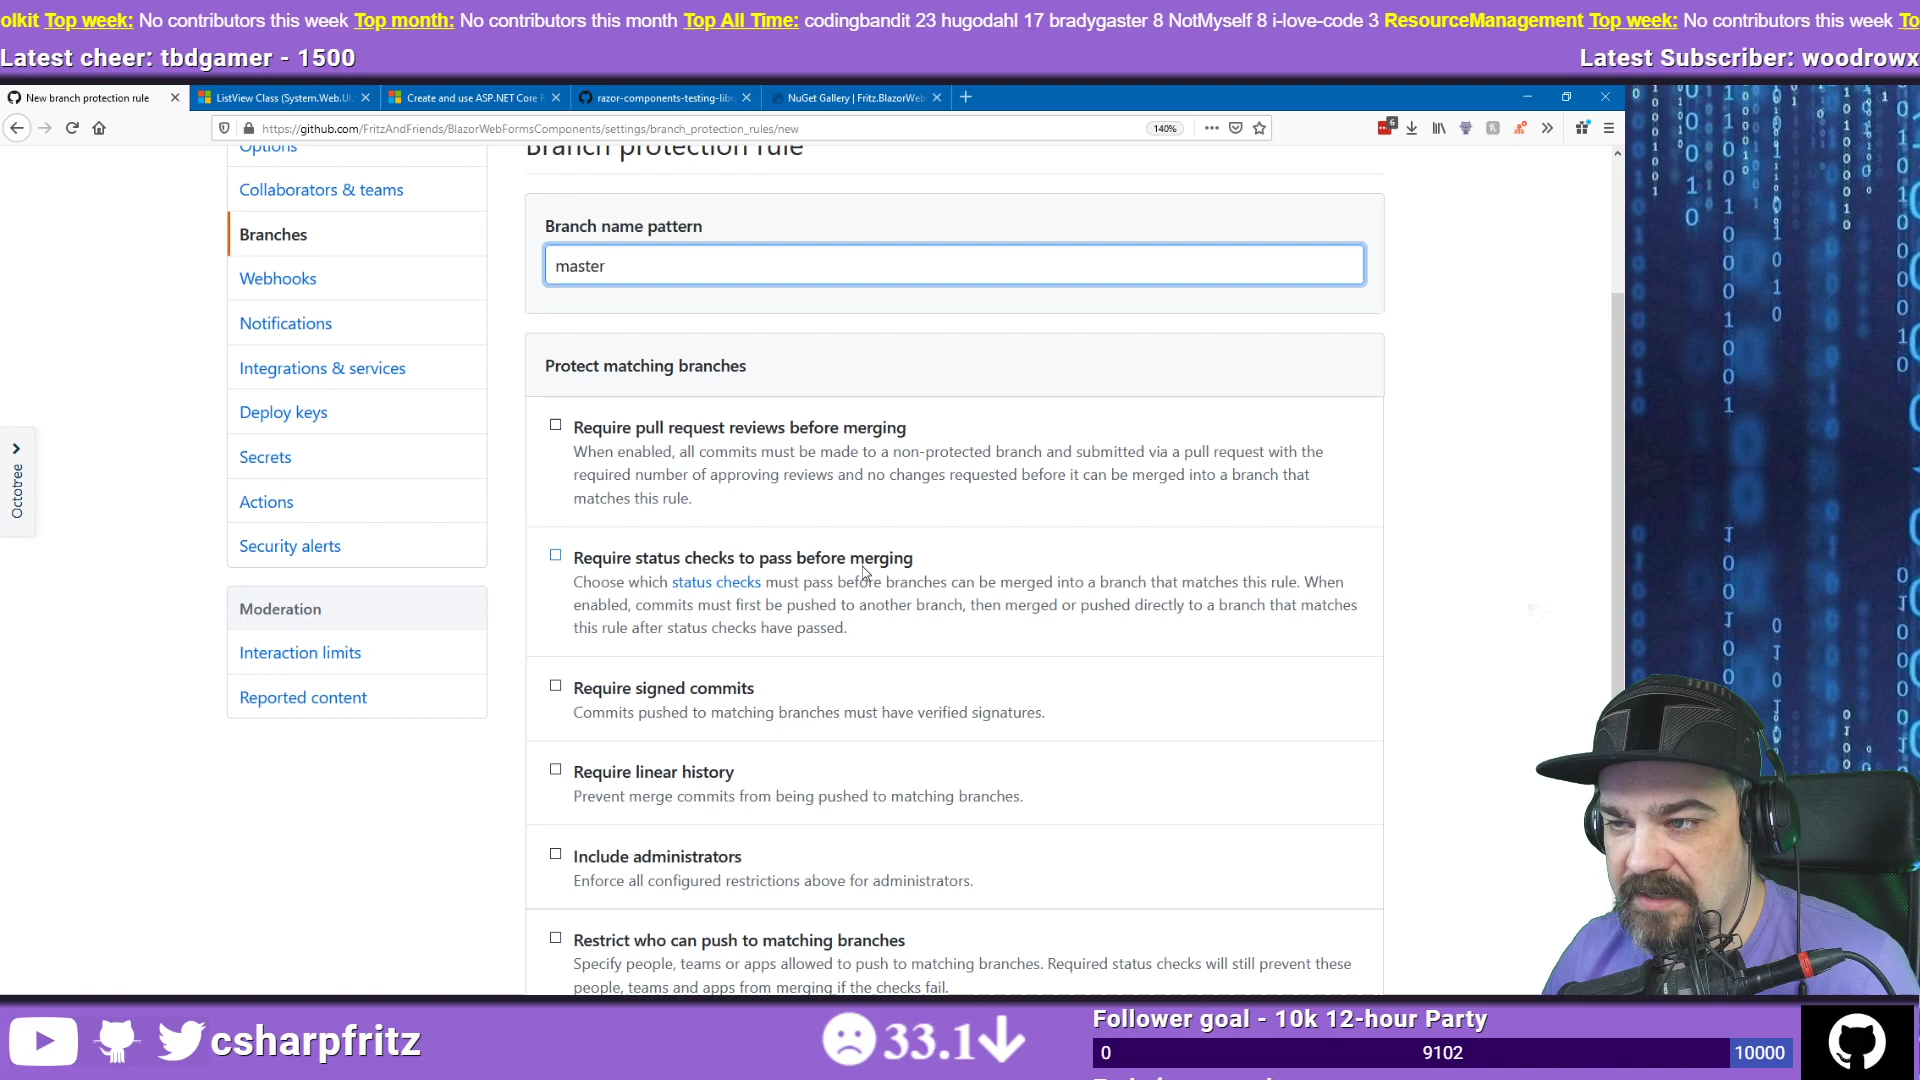 olkit Top week: No contributors this week Top month: No contributors this month Top All Time: codingbandit 23 hugodahl 17 bradygaster 8 NotMyself 8 i-love-code 3 ResourceManagement Top week: No contributors this week To
Latest cheer: tbdgamer - 1500
Latest Subscriber: woodrowx
New branch protection rule
ListView Class (System.Web.UI.
Create and use ASP.NET Core R
razor-components-testing-libr
NuGet Gallery | Fritz.BlazorWeb
https://github.com/FritzAndFriends/BlazorWebFormsComponents/settings/branch_protection_rules/new
140%
6
Options
Collaborators & teams
Branches
Webhooks
Notifications
Integrations & services
Deploy keys
Secrets
Actions
Security alerts
Moderation
Interaction limits
Reported content
Octotree
Branch protection rule
Branch name pattern
master
Protect matching branches
Require pull request reviews before merging
When enabled, all commits must be made to a non-protected branch and submitted via a pull request with the
required number of approving reviews and no changes requested before it can be merged into a branch that
matches this rule.
Require status checks to pass before merging
Choose which status checks must pass before branches can be merged into a branch that matches this rule. When
enabled, commits must first be pushed to another branch, then merged or pushed directly to a branch that matches
this rule after status checks have passed.
Require signed commits
Commits pushed to matching branches must have verified signatures.
Require linear history
Prevent merge commits from being pushed to matching branches.
Include administrators
Enforce all configured restrictions above for administrators.
Restrict who can push to matching branches
Specify people, teams or apps allowed to push to matching branches. Required status checks will still prevent these
people, teams and apps from merging if the checks fail.
csharpfritz
33.1
Follower goal - 10k 12-hour Party
0
9102
10000